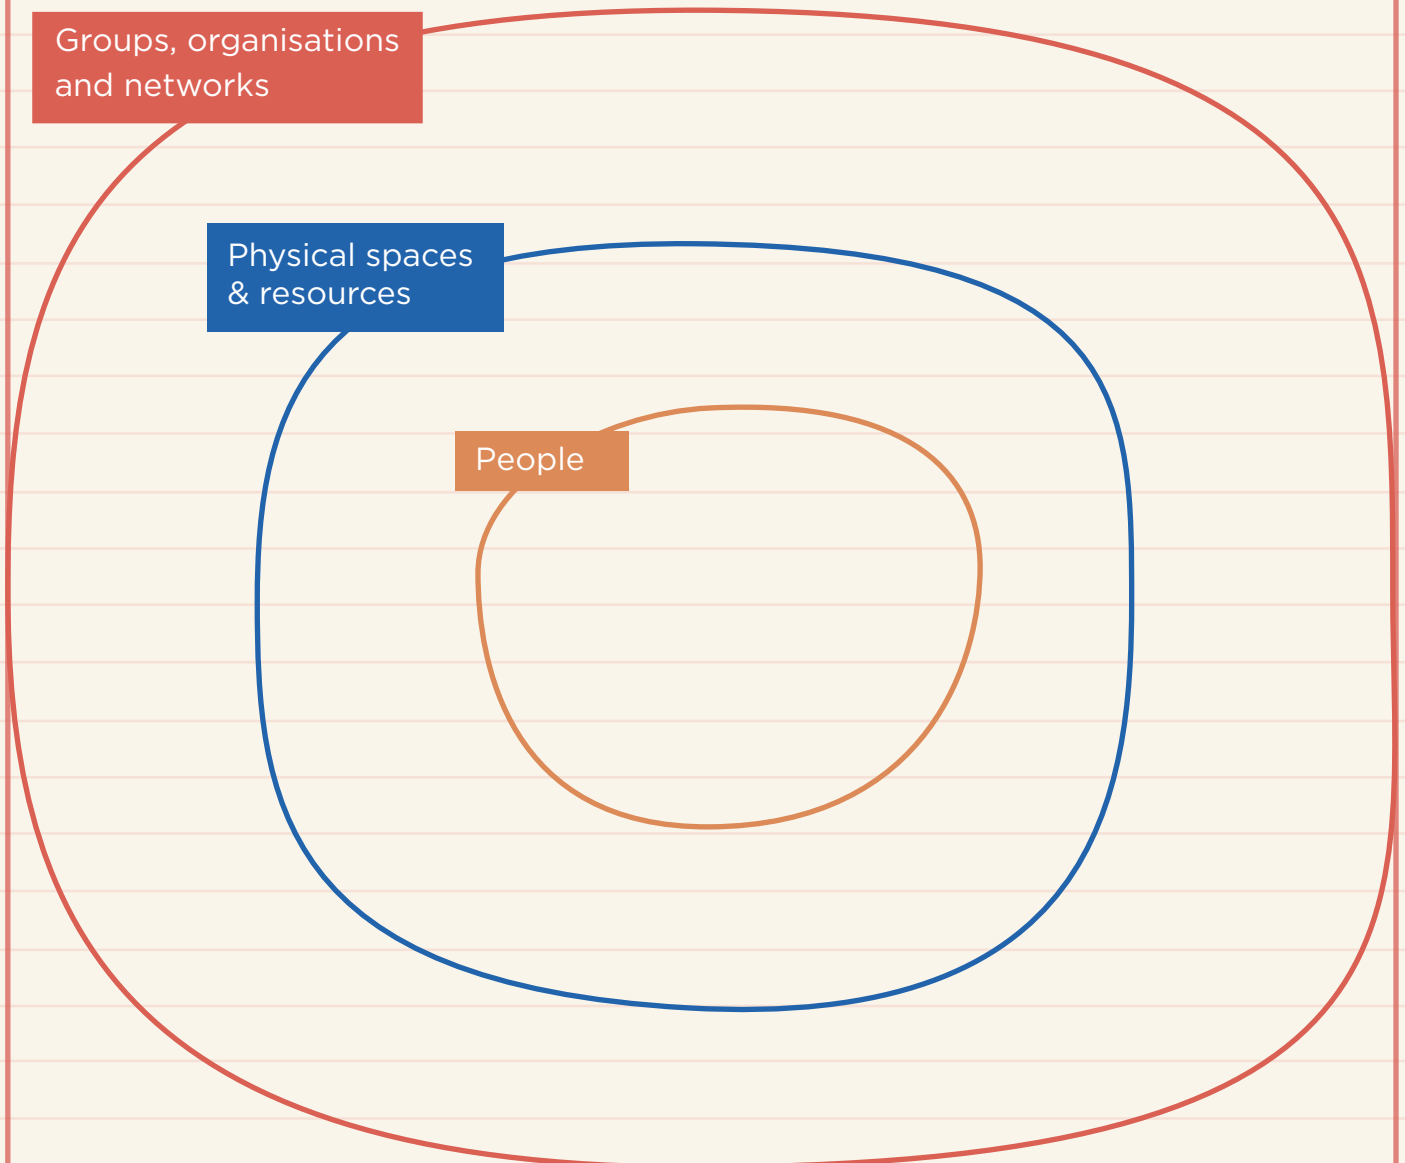 Groups, organisations
and networks
Physical spaces
& resources
People